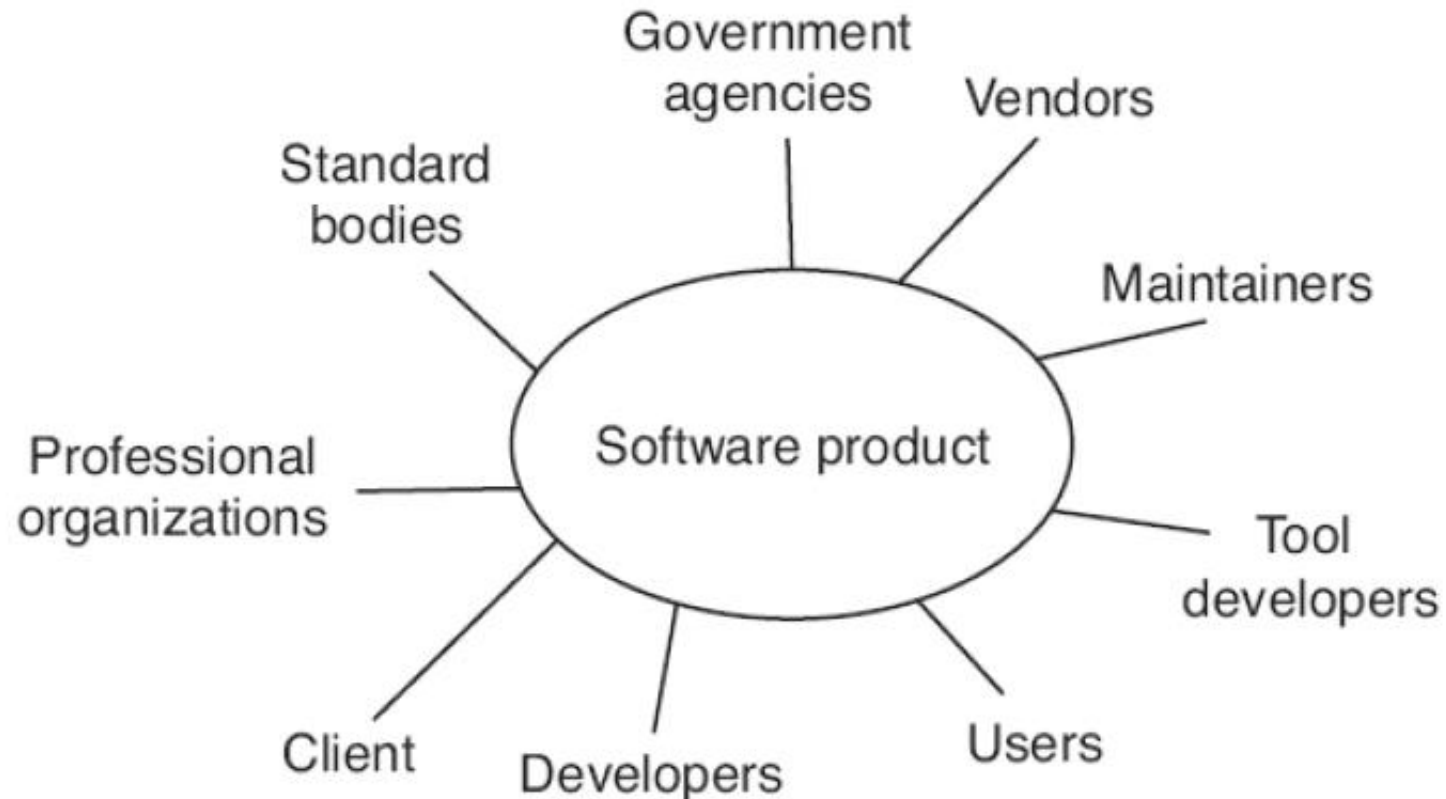 Government
agencies
Vendors
Standard
bodies
Maintainers
Software product
Professional
organizations
Tool
developers
Client
Developers
Users